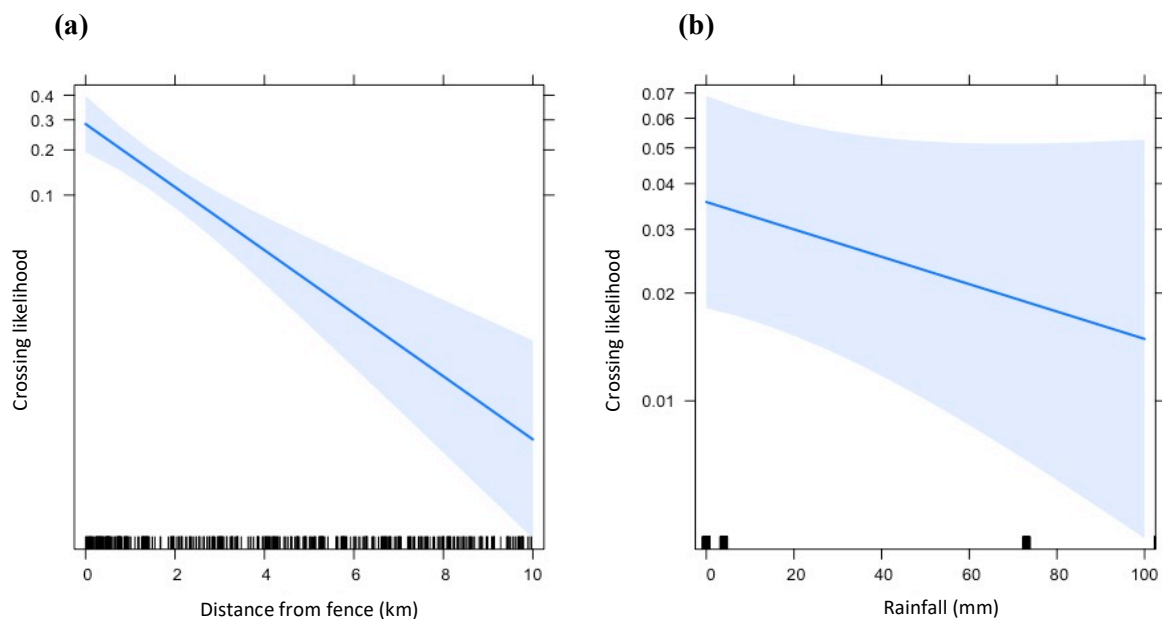 (a)
0.4
0.3
0.2
0.1
Crossing likelihood
0 2 4 6 8 10
Distance from fence (km)
(b)
0.07
0.06
0.05
0.04
0.03
0.02
0.01
Crossing likelihood
0 20 40 60 80 100
Rainfall (mm)